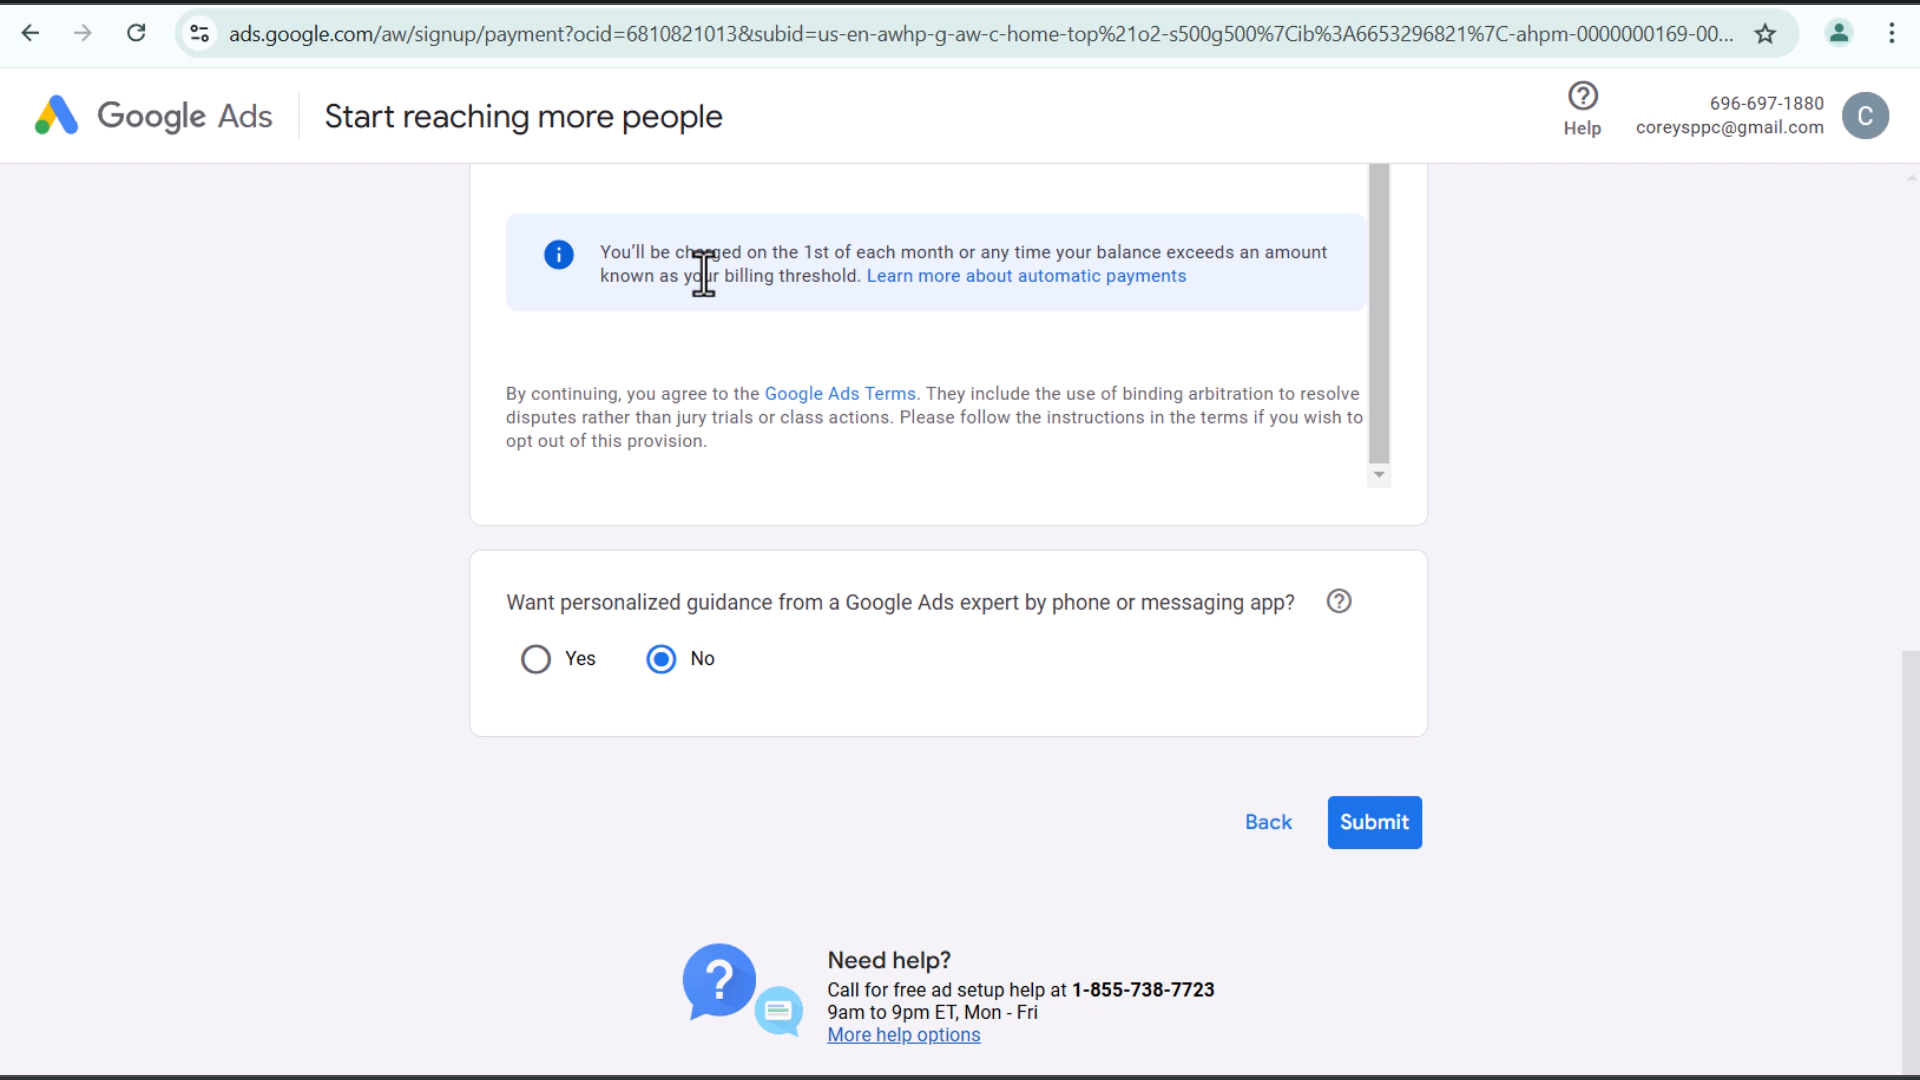 ads.google.com/aw/signup/payment?ocid=6810821013&subid=us-en-awhp-g-aw-c-home-top%21o2-s500g500%7Cib%3A6653296821%7C-ahpm-0000000169-00...
Google Ads
Start reaching more people
Help
696-697-1880
coreysppc@gmail.com
C
You'll be charged on the 1st of each month or any time your balance exceeds an amount
known as your billing threshold. Learn more about automatic payments
By continuing, you agree to the Google Ads Terms. They include the use of binding arbitration to resolve
disputes rather than jury trials or class actions. Please follow the instructions in the terms if you wish to
opt out of this provision.
Want personalized guidance from a Google Ads expert by phone or messaging app?
Yes
No
Back
Submit
Need help?
Call for free ad setup help at 1-855-738-7723
9am to 9pm ET, Mon - Fri
More help options